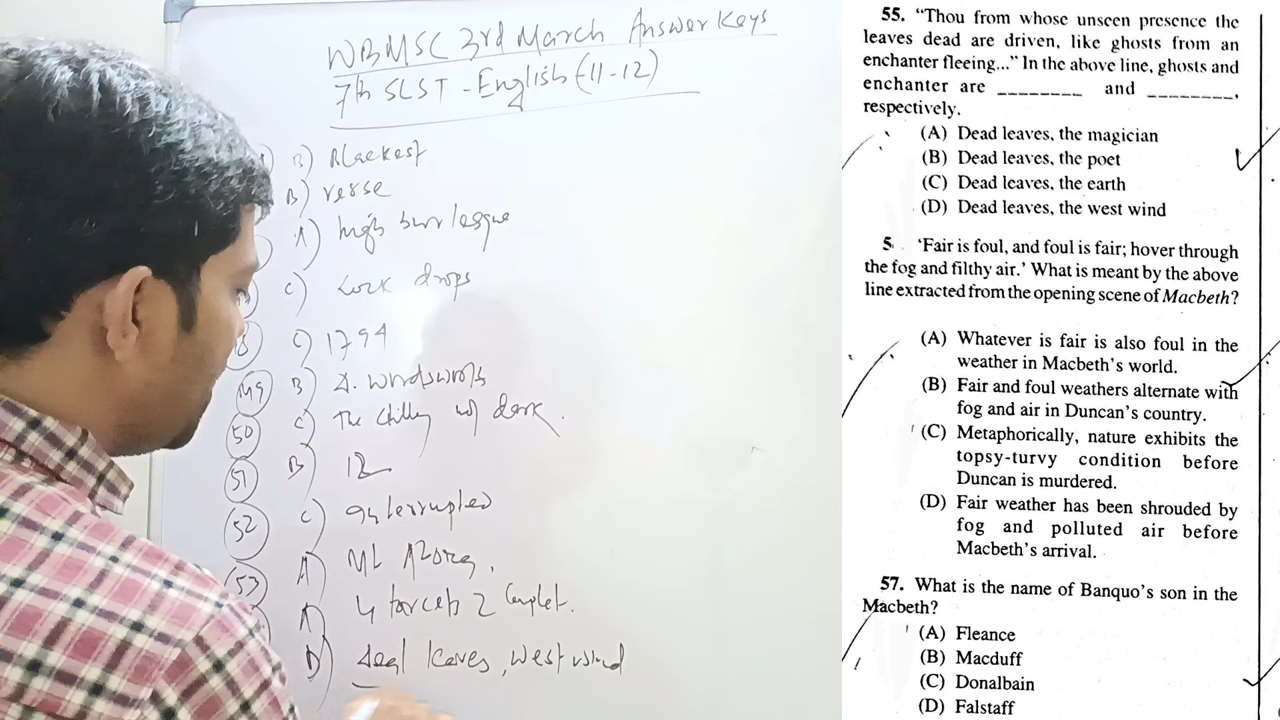 WBMSC 3rd March Answer Keys
7th SLST - English (11-12)
B) Blackest
B) verse
A) high burlesque
C) Lock drops
C) 1794
49 B) D. wordsworth
50 C) The chilly w/ dark.
51 B) 12
52 C) Interrupted
53 A) Mt Abora.
A) 4 tarcets 2 Couplet.
D) dead leaves, west wind
55. “Thou from whose unseen presence the
leaves dead are driven, like ghosts from an
enchanter fleeing...” In the above line, ghosts and
enchanter are ________ and ________,
respectively.
(A) Dead leaves, the magician
(B) Dead leaves, the poet
(C) Dead leaves, the earth
(D) Dead leaves, the west wind
5 . ‘Fair is foul, and foul is fair; hover through
the fog and filthy air.’ What is meant by the above
line extracted from the opening scene of Macbeth?
(A) Whatever is fair is also foul in the
weather in Macbeth’s world.
(B) Fair and foul weathers alternate with
fog and air in Duncan’s country.
(C) Metaphorically, nature exhibits the
topsy-turvy condition before
Duncan is murdered.
(D) Fair weather has been shrouded by
fog and polluted air before
Macbeth’s arrival.
57. What is the name of Banquo’s son in the
Macbeth?
(A) Fleance
(B) Macduff
(C) Donalbain
(D) Falstaff